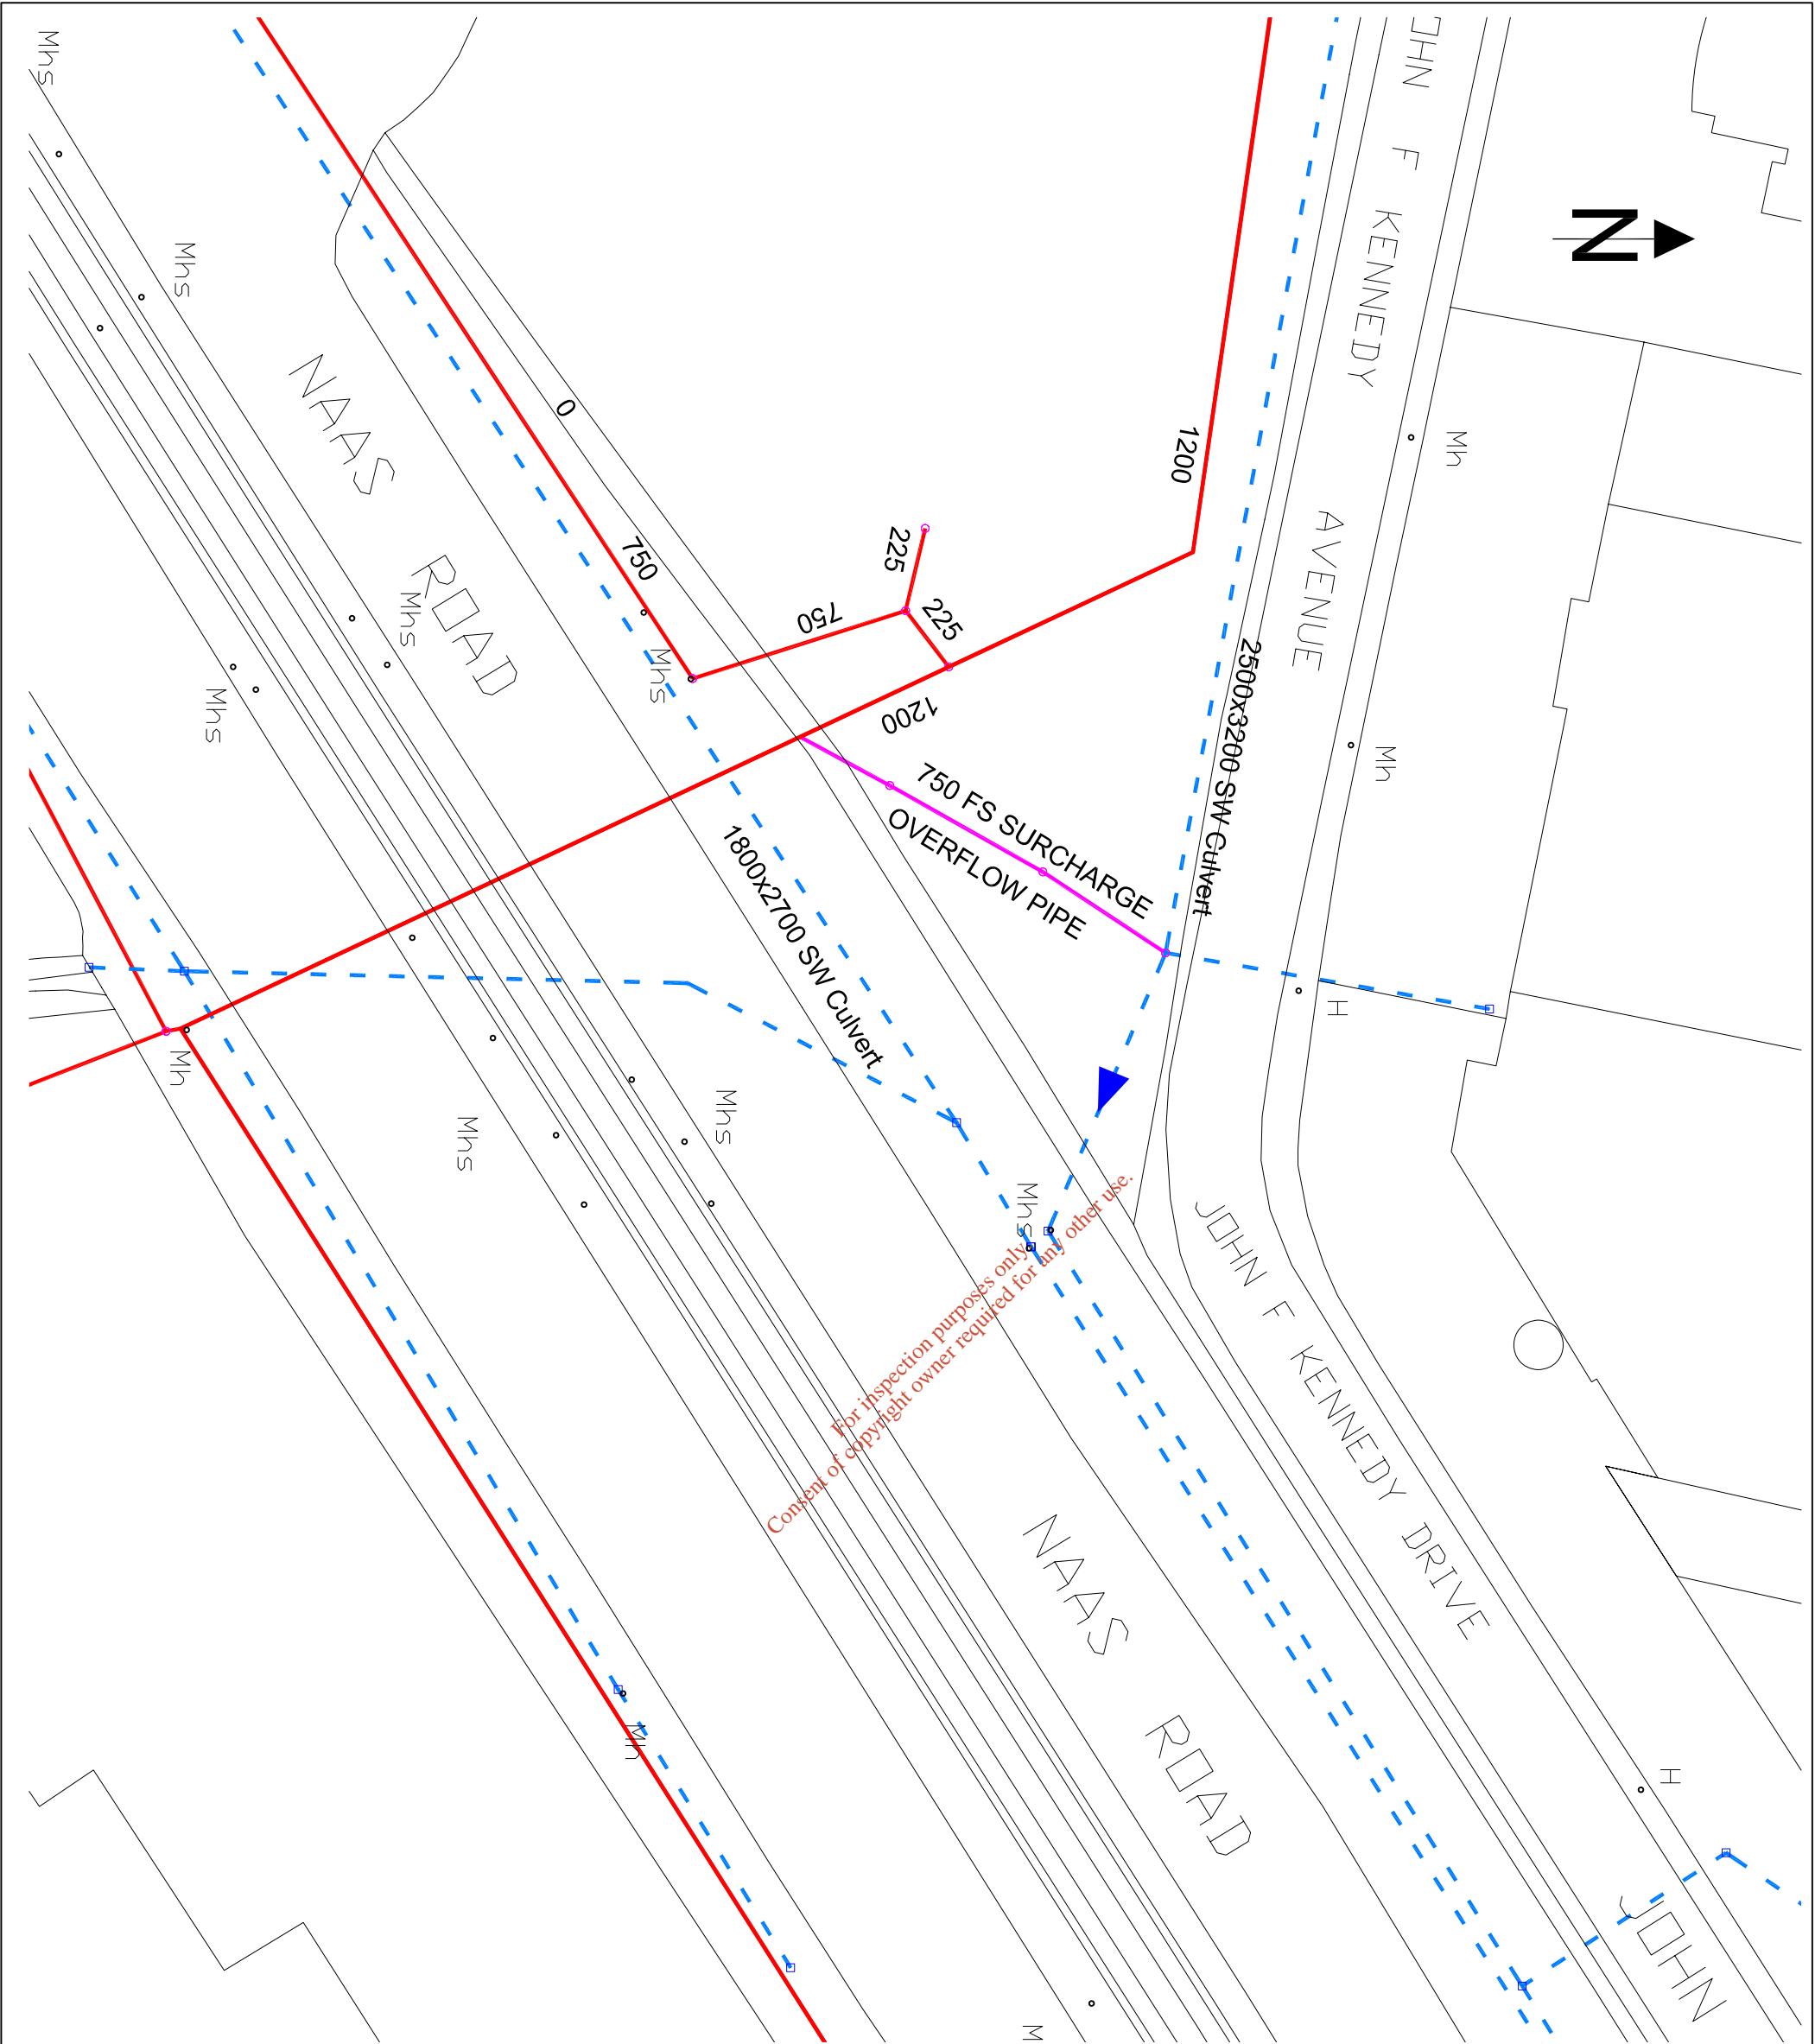 Mhs
JOHN F KENNEDY AVENUE
N
Mhs
NAAS ROAD
0
1200
Mh
225
750
225
750
Mhs
Mhs
Mhs
1200
2500x3200 SW Culvert
Mh
750 FS SURCHARGE
OVERFLOW PIPE
1800x2700 SW Culvert
H
Mh
Mhs
Mhs
Mhs
JOHN F KENNEDY DRIVE
For inspection purposes only.
Consent of copyright owner required for any other use.
NAAS ROAD
Mh
H
JOHN
M